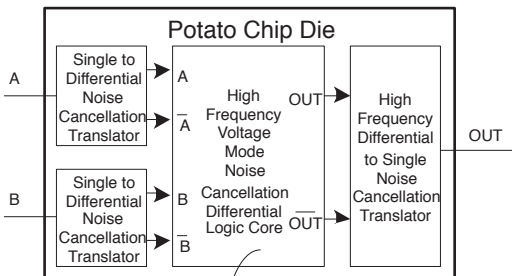 Potato Chip Die
A
Single to
Differential
Noise
Cancellation
Translator
B
Single to
Differential
Noise
Cancellation
Translator
A
A̅
B
B̅
High
Frequency
Voltage
Mode
Noise
Cancellation
Differential
Logic Core
OUT
O̅U̅T̅
High
Frequency
Differential
to Single
Noise
Cancellation
Translator
OUT